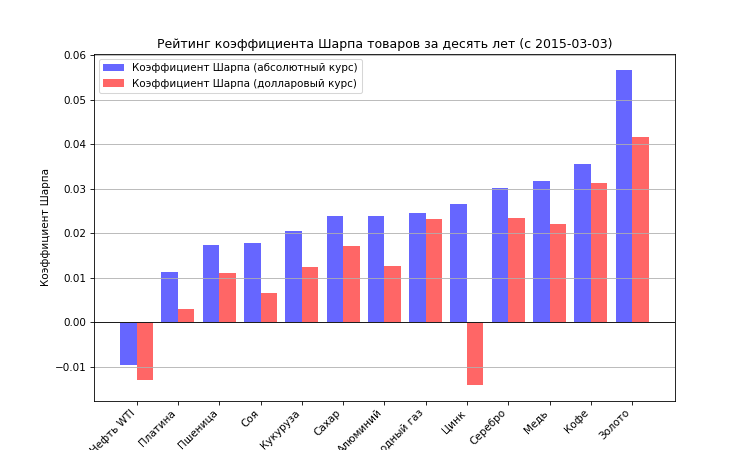 Рейтинг коэффициента Шарпа товаров за десять лет (с 2015-03-03)
Коэффициент Шарпа (абсолютный курс)
Коэффициент Шарпа (долларовый курс)
Коэффициент Шарпа
0.06
0.05
0.04
0.03
0.02
0.01
0.00
−0.01
Нефть WTI
Платина
Пшеница
Соя
Кукуруза
Сахар
Алюминий
газ
Цинк
Серебро
Медь
Кофе
Золото